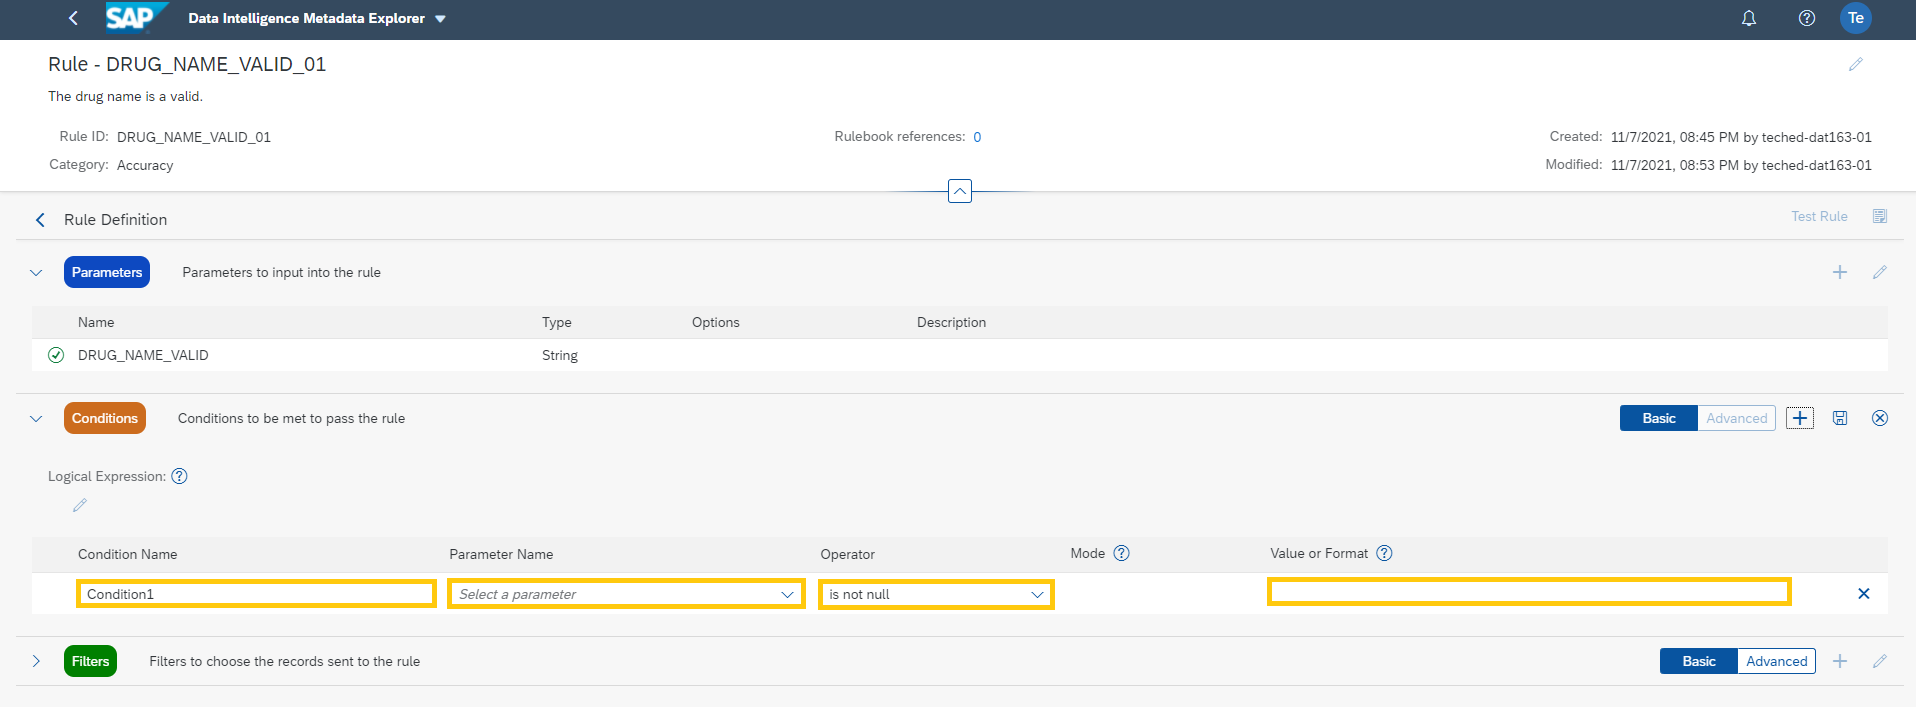 SAP Data Intelligence Metadata Explorer Te
Rule - DRUG_NAME_VALID_01
The drug name is a valid.
Rule ID: DRUG_NAME_VALID_01 Rulebook references: 0 Created: 11/7/2021, 08:45 PM by teched-dat163-01
Category: Accuracy Modified: 11/7/2021, 08:53 PM by teched-dat163-01
Rule Definition Test Rule
Parameters Parameters to input into the rule
Name Type Options Description
DRUG_NAME_VALID String
Conditions Conditions to be met to pass the rule Basic Advanced
Logical Expression:
Condition Name Parameter Name Operator Mode Value or Format
Condition1 Select a parameter is not null
Filters Filters to choose the records sent to the rule Basic Advanced